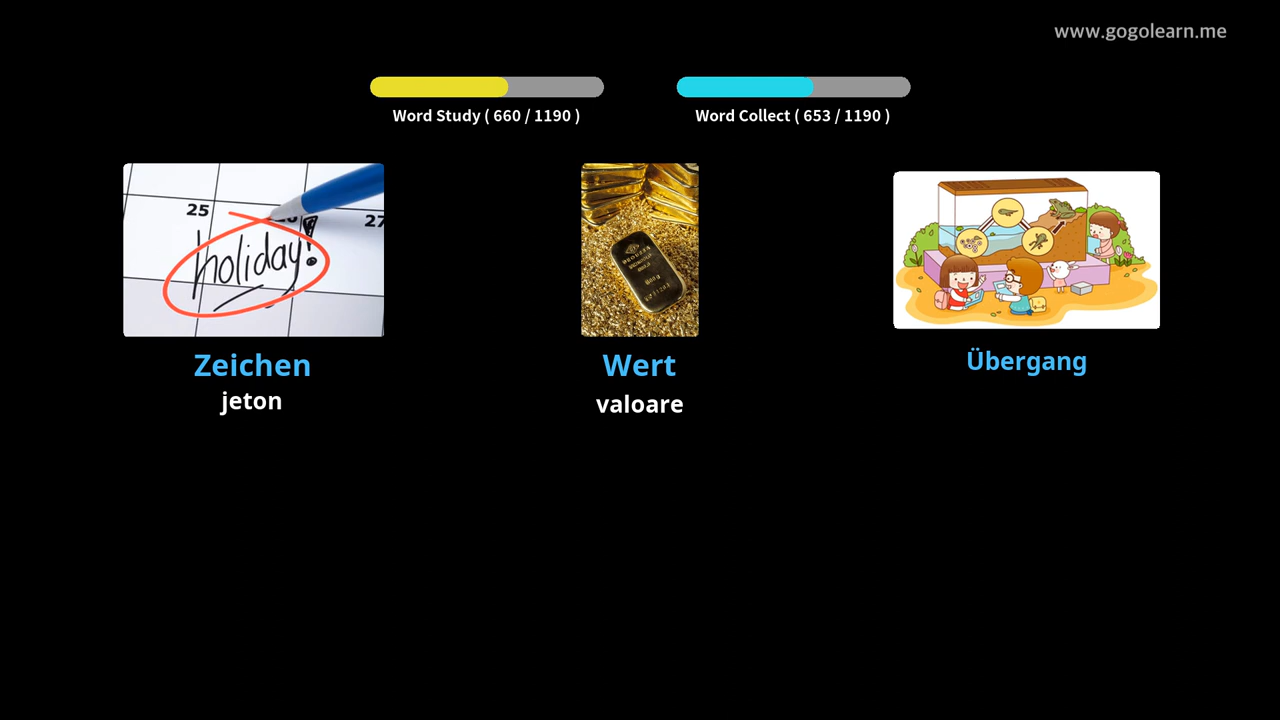 www.gogolearn.me
Word Study ( 660 / 1190 )
Word Collect ( 653 / 1190 )
25
27
holiday!
Zeichen
jeton
Wert
valoare
Übergang